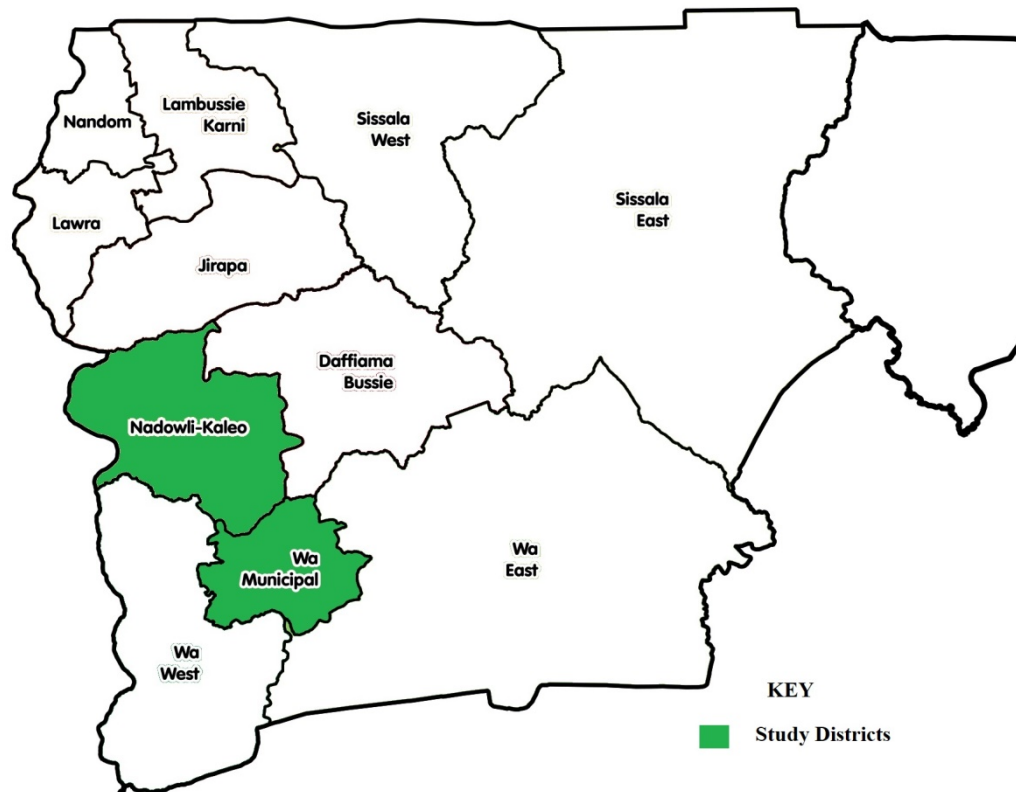 Nandom
Lambussie
Karni
Sissala
West
Sissala
East
Lawra
Jirapa
Daffiama
Bussie
Nadowli-Kaleo
Wa
Municipal
Wa
East
Wa
West
KEY
Study Districts